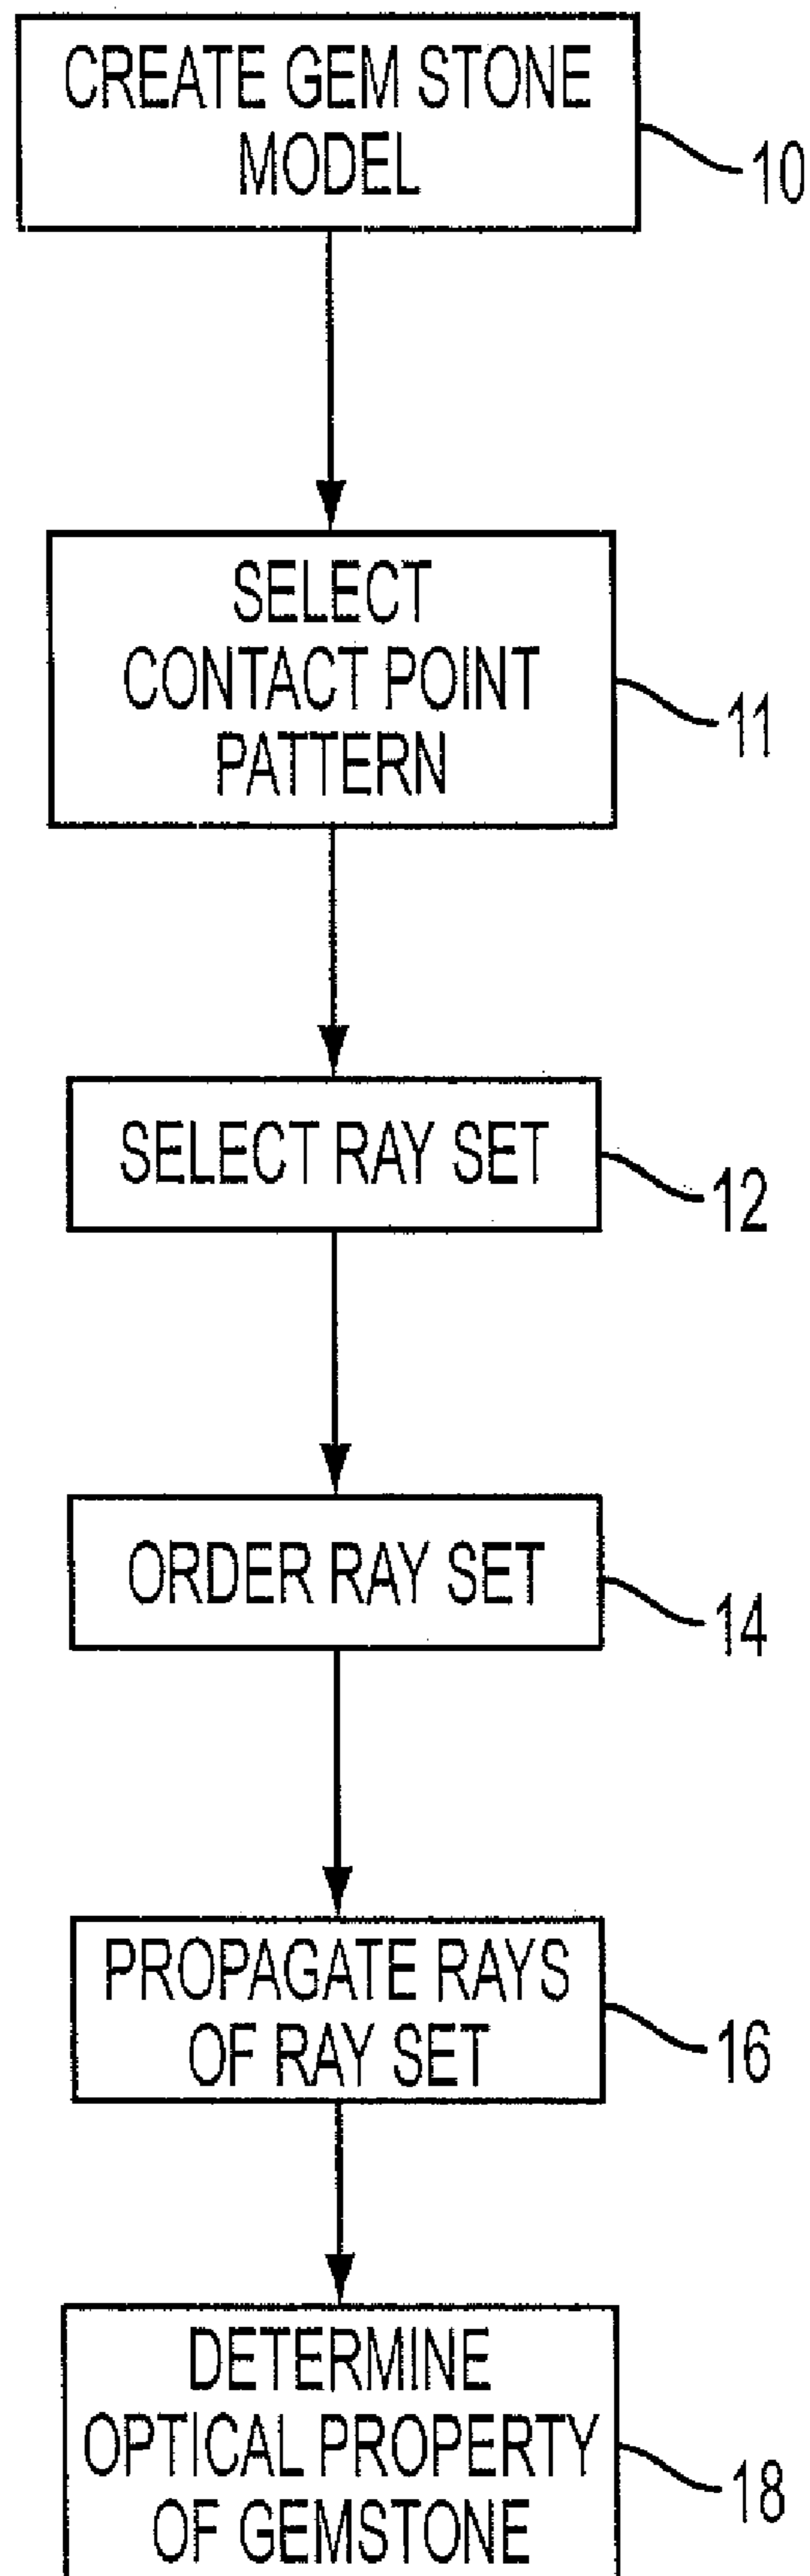 CREATE GEM STONE
MODEL
10
SELECT
CONTACT POINT
PATTERN
11
SELECT RAY SET
12
ORDER RAY SET
14
PROPAGATE RAYS
OF RAY SET
16
DETERMINE
OPTICAL PROPERTY
OF GEMSTONE
18